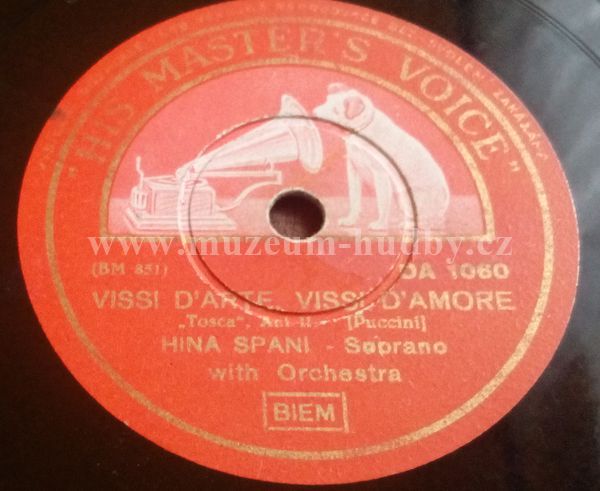 "HIS MASTER'S VOICE"
www.muzeum-hudby.cz
(BM 851) DA 1060
VISSI D'ARTE, VISSI D'AMORE
„Tosca", Act II. [Puccini]
HINA SPANI - Soprano
with Orchestra
BIEM